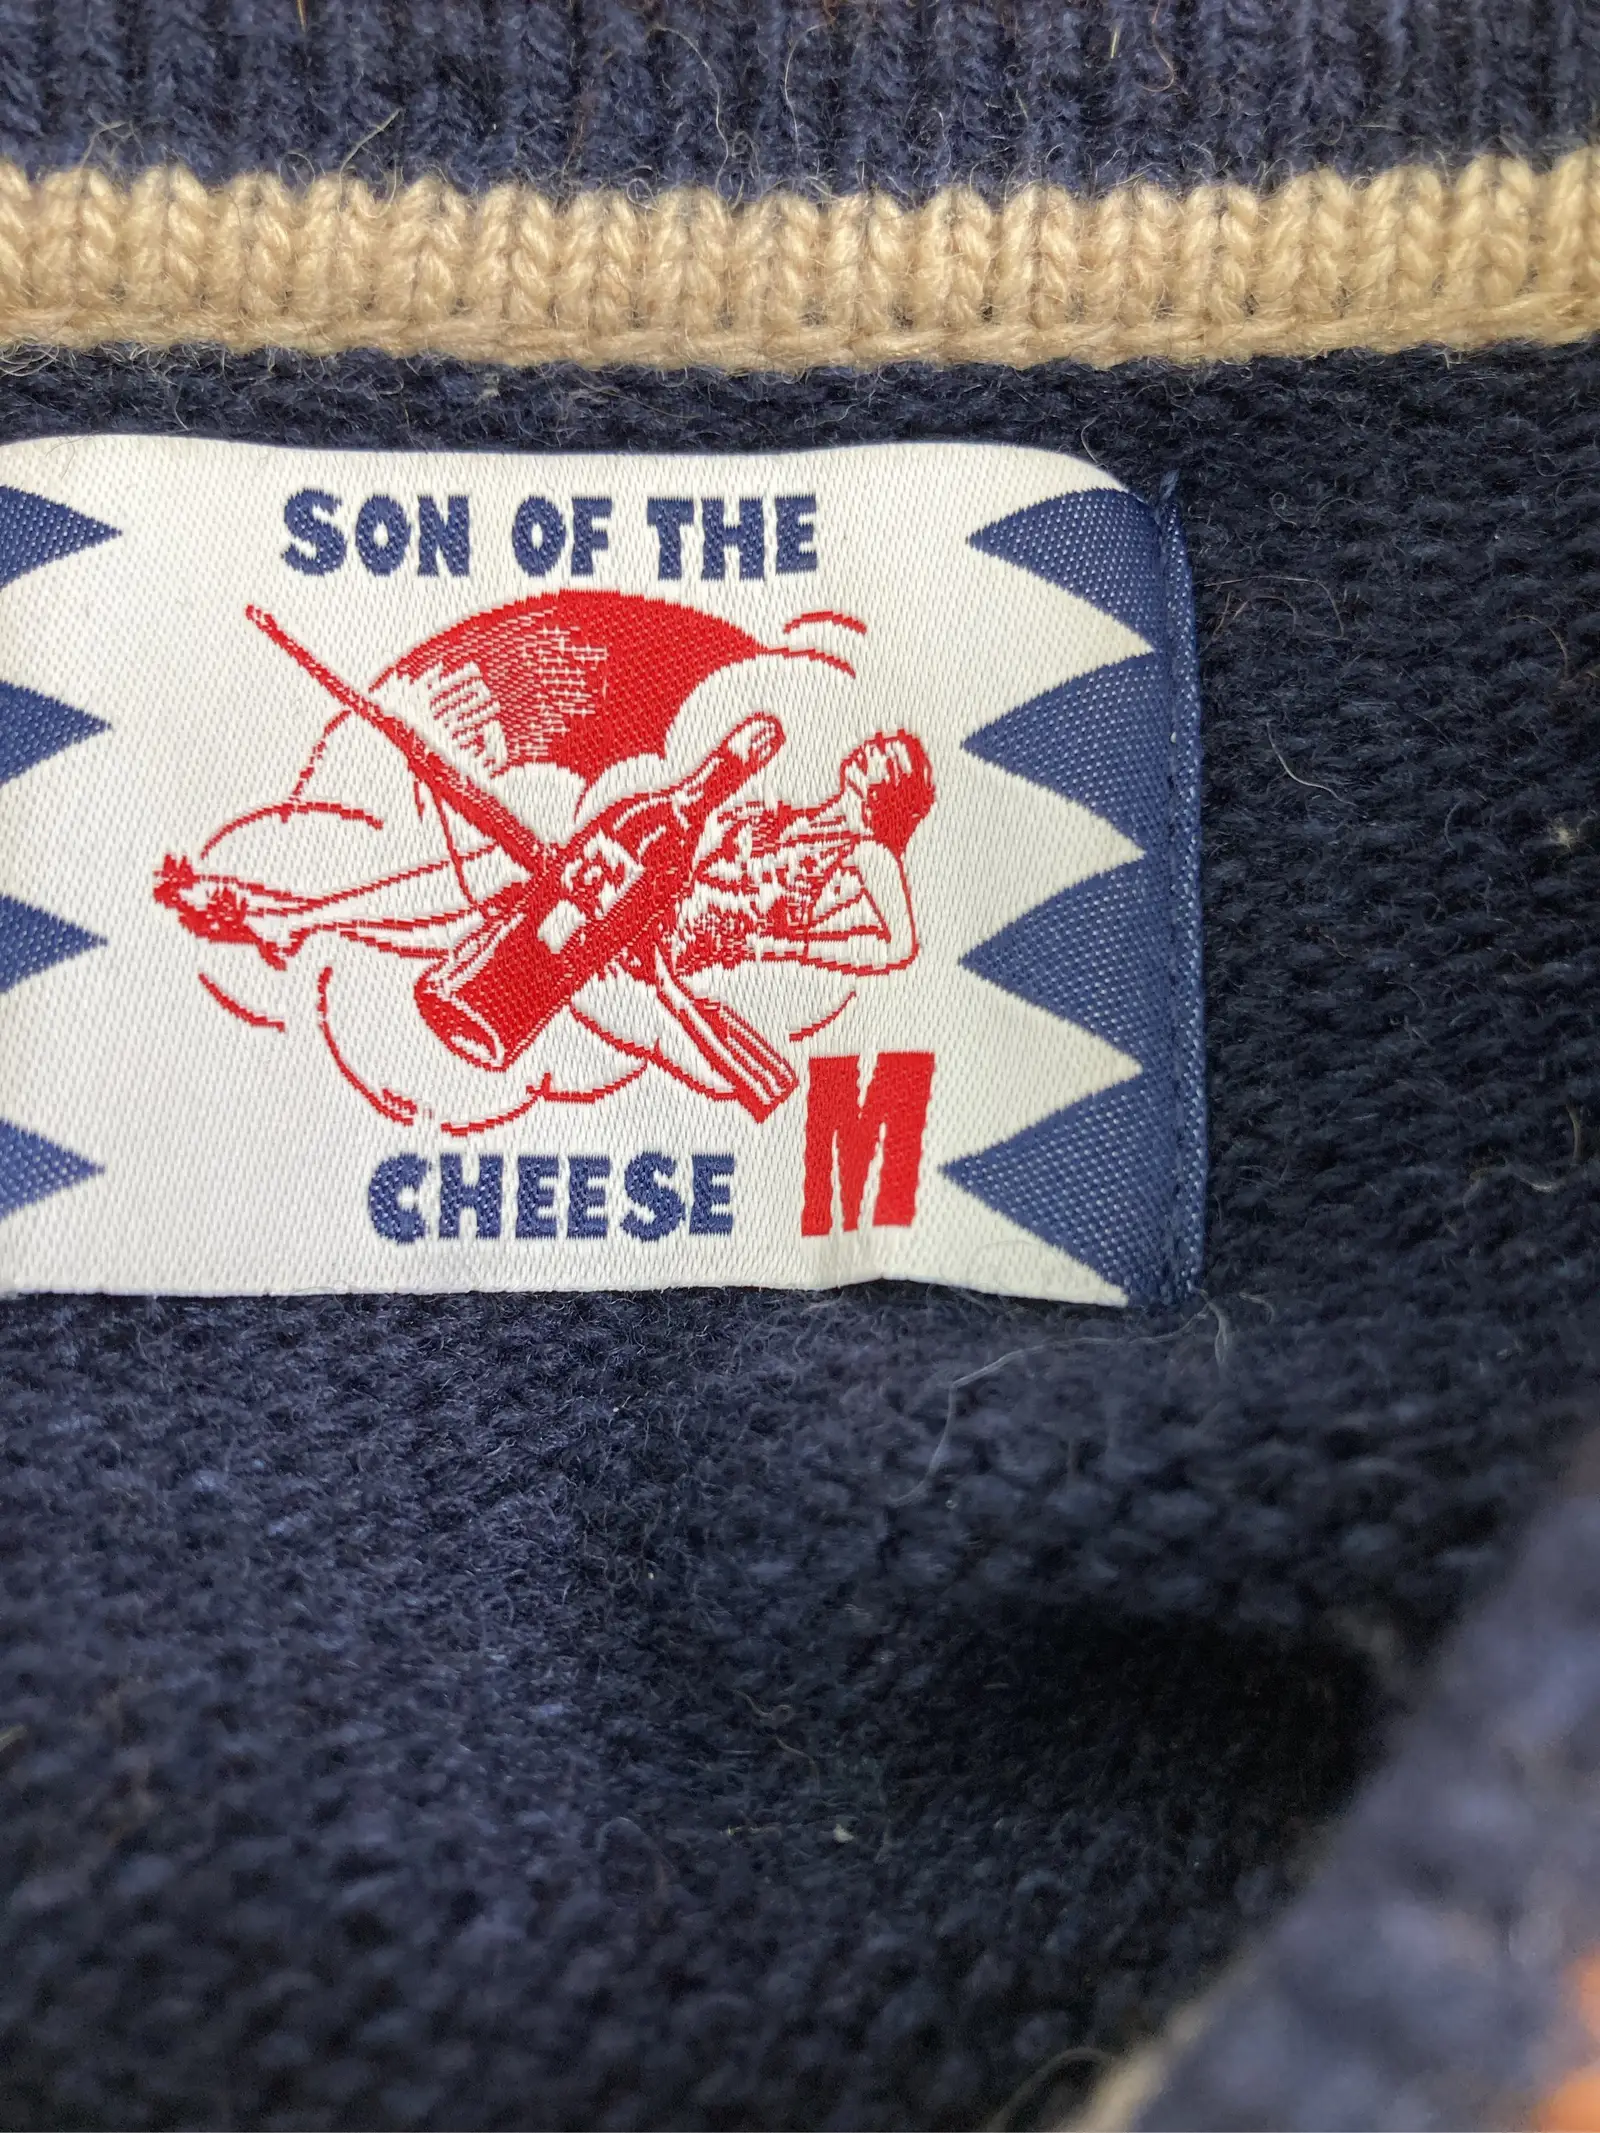 SON OF THE
CHEESE
M